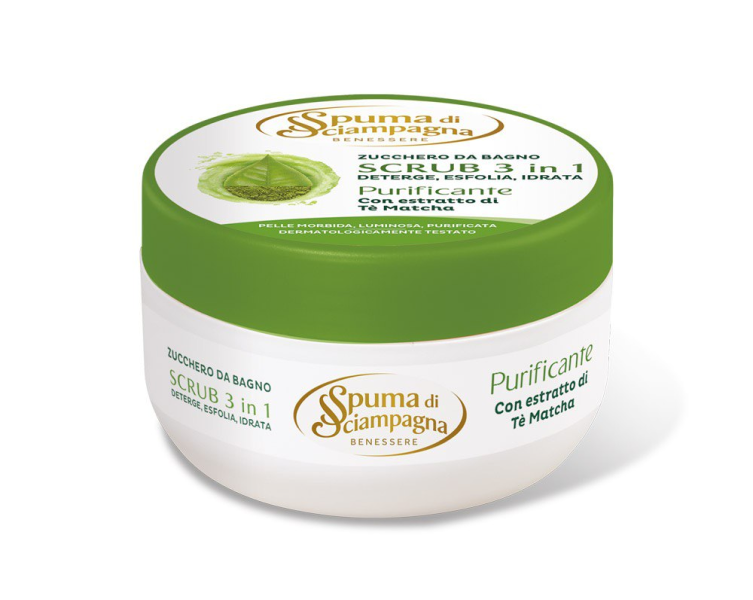 Spuma di
Sciampagna
BENESSERE
ZUCCHERO DA BAGNO
SCRUB 3 in 1
DETERGE, ESFOLIA, IDRATA
Purificante
Con estratto di
Tè Matcha
PELLE MORBIDA, LUMINOSA, PURIFICATA
DERMATOLOGICAMENTE TESTATO
ZUCCHERO DA BAGNO
SCRUB 3 in 1
DETERGE, ESFOLIA, IDRATA
Spuma di
Sciampagna
BENESSERE
Purificante
Con estratto di
Tè Matcha